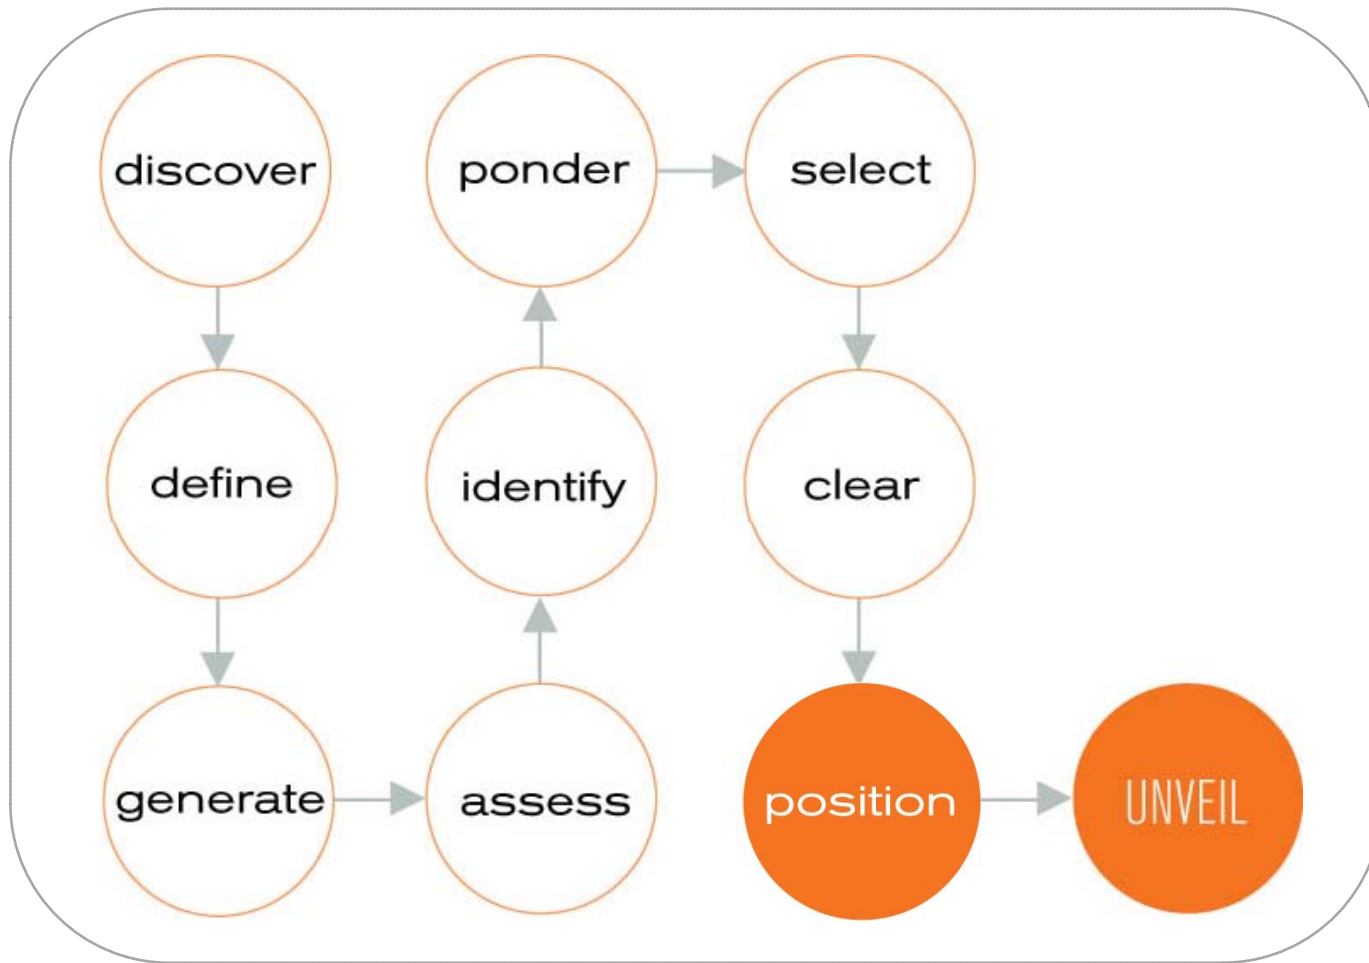 discover
define
generate
assess
identify
ponder
select
clear
position
UNVEIL